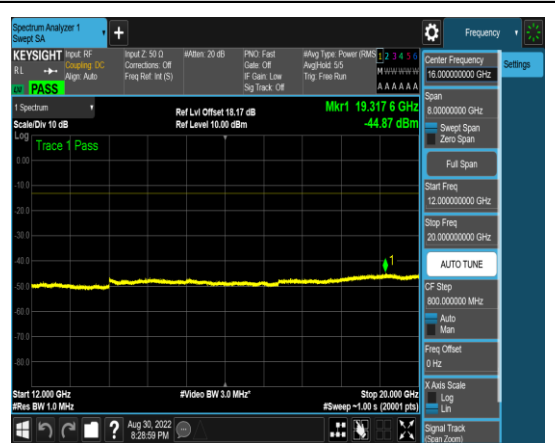 Spectrum Analyzer 1
Swept SA
+
Frequency
KEYSIGHT
RL
Input: RF
Coupling: DC
Align: Auto
Input Z: 50 Ω
Corrections: Off
Freq Ref: Int (S)
#Atten: 20 dB
PNO: Fast
Gate: Off
IF Gain: Low
Sig Track: Off
#Avg Type: Power (RMS
Avg|Hold: 5/5
Trig: Free Run
1 2 3 4 5 6
M W W W W W
A A A A A A
PASS
1 Spectrum
Scale/Div 10 dB
Log
Ref Lvl Offset 18.17 dB
Ref Level 10.00 dBm
Mkr1 19.317 6 GHz
-44.87 dBm
Trace 1 Pass
0.00
-10.0
-20.0
-30.0
-40.0
-50.0
-60.0
-70.0
-80.0
1
Start 12.000 GHz
#Res BW 1.0 MHz
#Video BW 3.0 MHz*
Stop 20.000 GHz
#Sweep ~1.00 s (20001 pts)
Aug 30, 2022
8:28:59 PM
?
Center Frequency
16.000000000 GHz
Span
8.00000000 GHz
Swept Span
Zero Span
Full Span
Start Freq
12.000000000 GHz
Stop Freq
20.000000000 GHz
AUTO TUNE
CF Step
800.000000 MHz
Auto
Man
Freq Offset
0 Hz
X Axis Scale
Log
Lin
Signal Track
(Span Zoom)
Settings